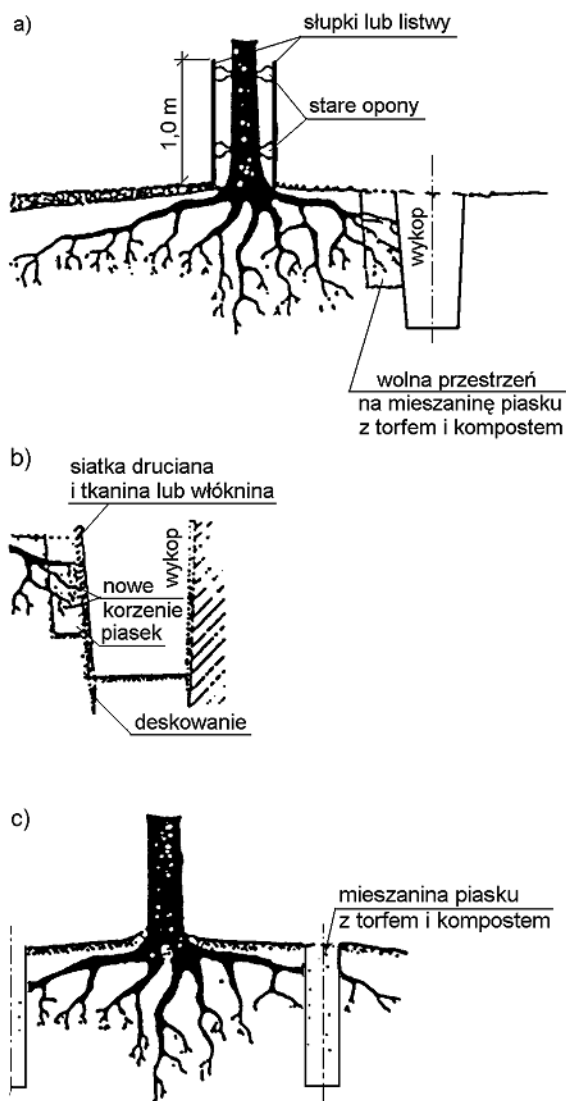 a)
słupki lub listwy
stare opony
1,0 m
wykop
wolna przestrzeń
na mieszaninę piasku
z torfem i kompostem
b)
siatka druciana
i tkanina lub włóknina
wykop
nowe
korzenie
piasek
deskowanie
c)
mieszanina piasku
z torfem i kompostem